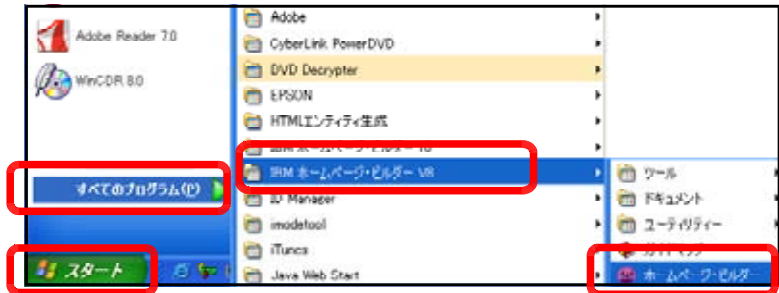 Adobe Reader 7.0
WinCDR 8.0
すべてのプログラム(P)
スタート
Adobe
CyberLink PowerDVD
DVD Decrypter
EPSON
HTMLエンティティ生成
IBM ホームページ・ビルダー V8
ID Manager
imodetool
iTunes
Java Web Start
ツール
ドキュメント
ユーティリティー
ホームページ・ビルダー